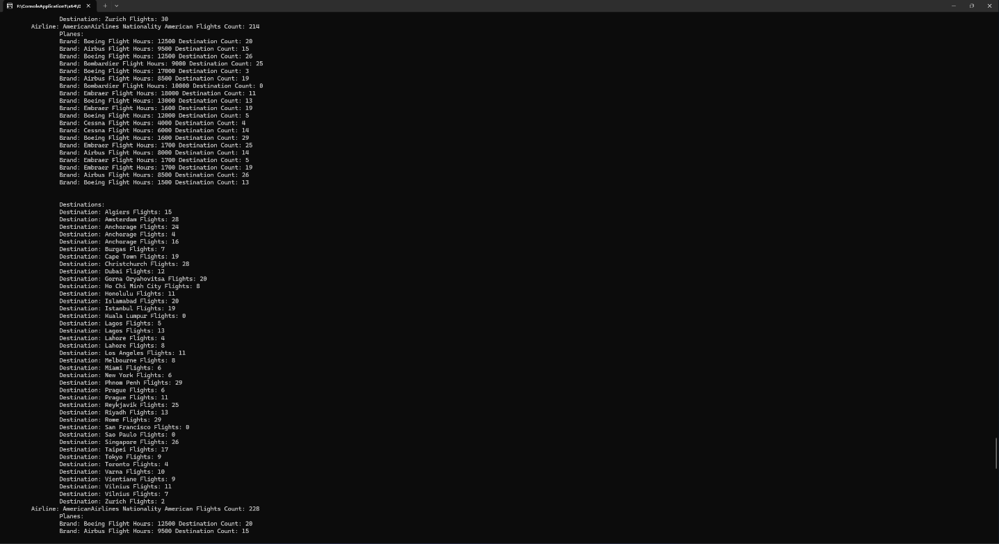 F:\ConsoleApplication1\x64\D
Destination: Zurich Flights: 30
Airline: AmericanAirlines Nationality American Flights Count: 214
Planes:
Brand: Boeing Flight Hours: 12500 Destination Count: 20
Brand: Airbus Flight Hours: 9500 Destination Count: 15
Brand: Boeing Flight Hours: 12500 Destination Count: 26
Brand: Bombardier Flight Hours: 9000 Destination Count: 25
Brand: Boeing Flight Hours: 17000 Destination Count: 3
Brand: Airbus Flight Hours: 8500 Destination Count: 19
Brand: Bombardier Flight Hours: 10000 Destination Count: 0
Brand: Embraer Flight Hours: 18000 Destination Count: 11
Brand: Boeing Flight Hours: 13000 Destination Count: 13
Brand: Embraer Flight Hours: 1600 Destination Count: 19
Brand: Boeing Flight Hours: 12000 Destination Count: 5
Brand: Cessna Flight Hours: 4000 Destination Count: 4
Brand: Cessna Flight Hours: 6000 Destination Count: 14
Brand: Boeing Flight Hours: 1600 Destination Count: 29
Brand: Embraer Flight Hours: 1700 Destination Count: 25
Brand: Airbus Flight Hours: 8000 Destination Count: 14
Brand: Embraer Flight Hours: 1700 Destination Count: 5
Brand: Embraer Flight Hours: 1700 Destination Count: 19
Brand: Airbus Flight Hours: 8500 Destination Count: 26
Brand: Boeing Flight Hours: 1500 Destination Count: 13
Destinations:
Destination: Algiers Flights: 15
Destination: Amsterdam Flights: 28
Destination: Anchorage Flights: 24
Destination: Anchorage Flights: 4
Destination: Anchorage Flights: 16
Destination: Burgas Flights: 7
Destination: Cape Town Flights: 19
Destination: Christchurch Flights: 28
Destination: Dubai Flights: 12
Destination: Gorna Oryahovitsa Flights: 20
Destination: Ho Chi Minh City Flights: 8
Destination: Honolulu Flights: 11
Destination: Islamabad Flights: 20
Destination: Istanbul Flights: 19
Destination: Kuala Lumpur Flights: 0
Destination: Lagos Flights: 5
Destination: Lagos Flights: 13
Destination: Lahore Flights: 4
Destination: Lahore Flights: 8
Destination: Los Angeles Flights: 11
Destination: Melbourne Flights: 8
Destination: Miami Flights: 6
Destination: New York Flights: 6
Destination: Phnom Penh Flights: 29
Destination: Prague Flights: 6
Destination: Prague Flights: 11
Destination: Reykjavik Flights: 25
Destination: Riyadh Flights: 13
Destination: Rome Flights: 29
Destination: San Francisco Flights: 0
Destination: Sao Paulo Flights: 0
Destination: Singapore Flights: 26
Destination: Taipei Flights: 17
Destination: Tokyo Flights: 9
Destination: Toronto Flights: 4
Destination: Varna Flights: 10
Destination: Vientiane Flights: 9
Destination: Vilnius Flights: 11
Destination: Vilnius Flights: 7
Destination: Zurich Flights: 2
Airline: AmericanAirlines Nationality American Flights Count: 228
Planes:
Brand: Boeing Flight Hours: 12500 Destination Count: 20
Brand: Airbus Flight Hours: 9500 Destination Count: 15